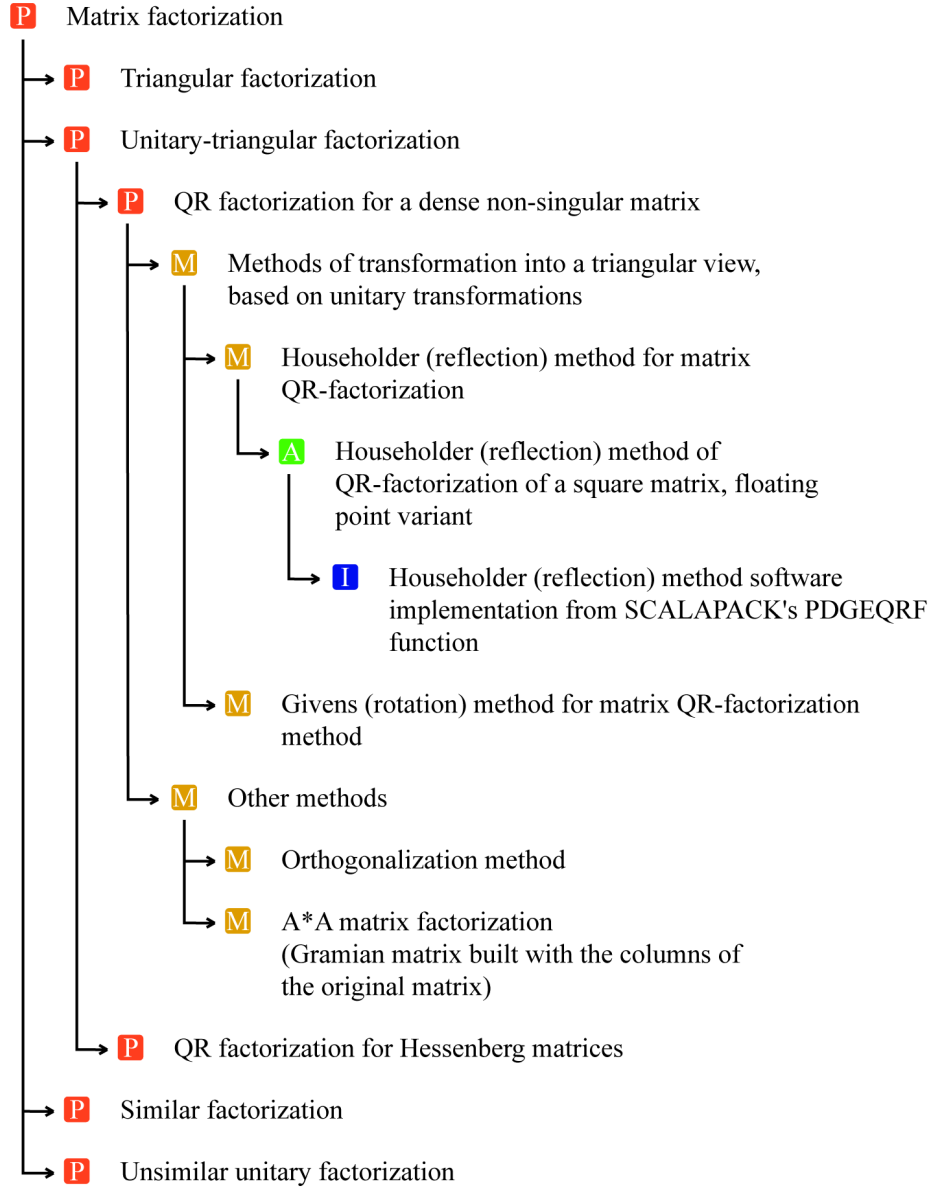 P Matrix factorization
P Triangular factorization
P Unitary-triangular factorization
P QR factorization for a dense non-singular matrix
M Methods of transformation into a triangular view,
based on unitary transformations
M Householder (reflection) method for matrix
QR-factorization
A Householder (reflection) method of
QR-factorization of a square matrix, floating
point variant
I Householder (reflection) method software
implementation from SCALAPACK's PDGEQRF
function
M Givens (rotation) method for matrix QR-factorization
method
M Other methods
M Orthogonalization method
M A*A matrix factorization
(Gramian matrix built with the columns of
the original matrix)
P QR factorization for Hessenberg matrices
P Similar factorization
P Unsimilar unitary factorization